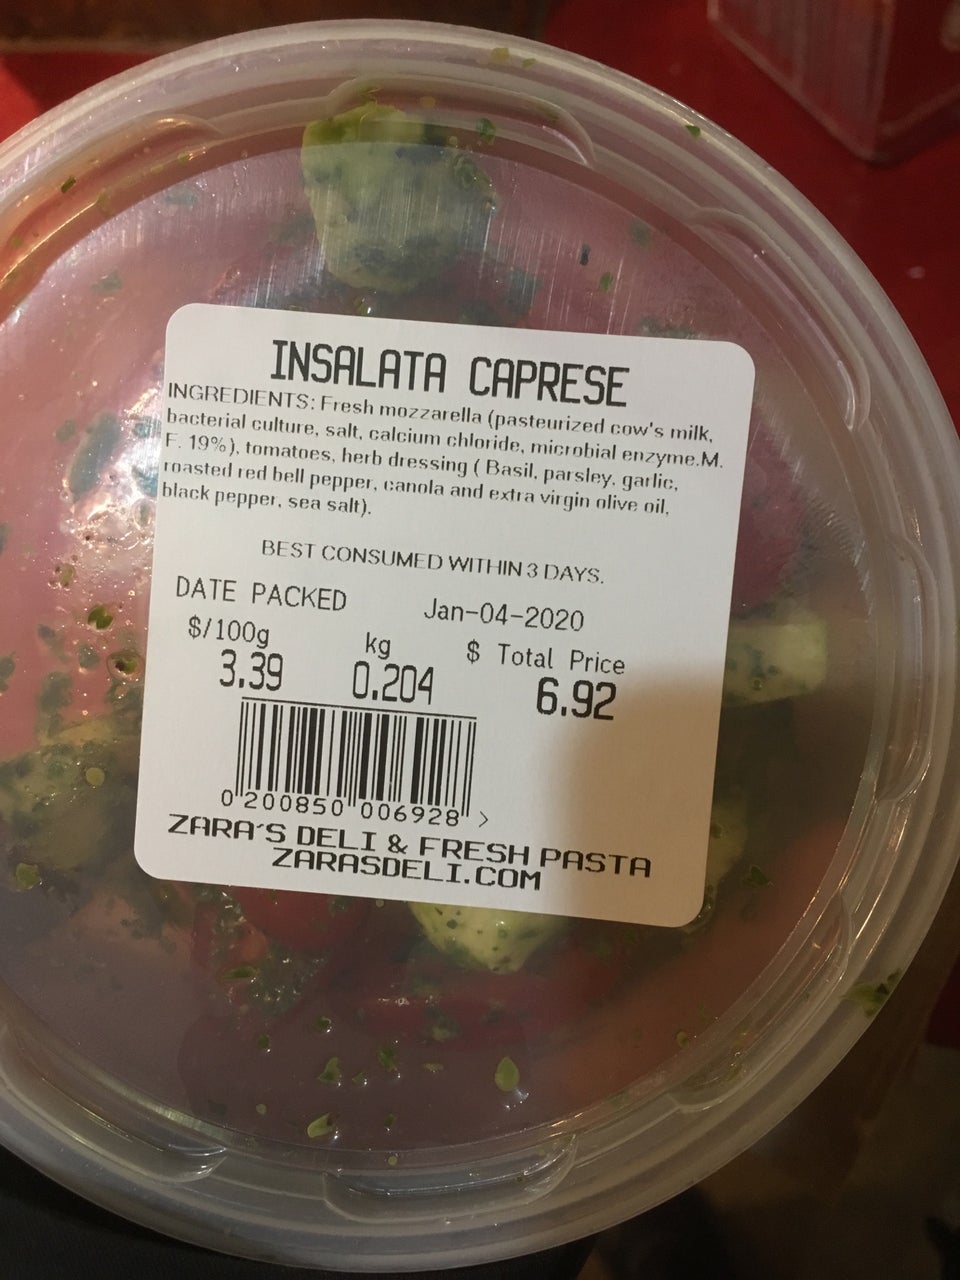 INSALATA CAPRESE
INGREDIENTS: Fresh mozzarella (pasteurized cow's milk,
bacterial culture, salt, calcium chloride, microbial enzyme.M.
F. 19%), tomatoes, herb dressing ( Basil, parsley, garlic,
roasted red bell pepper, canola and extra virgin olive oil,
black pepper, sea salt).
BEST CONSUMED WITHIN 3 DAYS.
DATE PACKED Jan-04-2020
$/100g kg $ Total Price
3.39 0.204 6.92
0 200850 006928 >
ZARA'S DELI & FRESH PASTA
ZARASDELI.COM